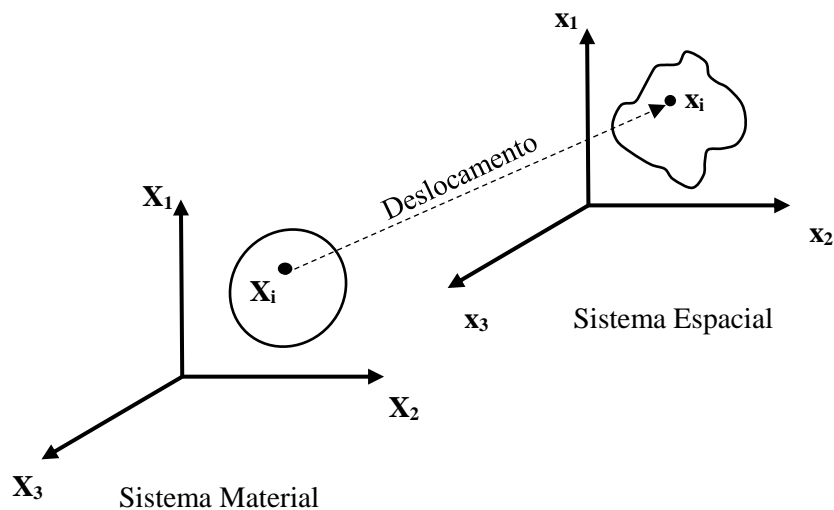 x₁
xᵢ
Deslocamento
x₂
x₃
Sistema Espacial
X₁
Xᵢ
X₂
X₃
Sistema Material